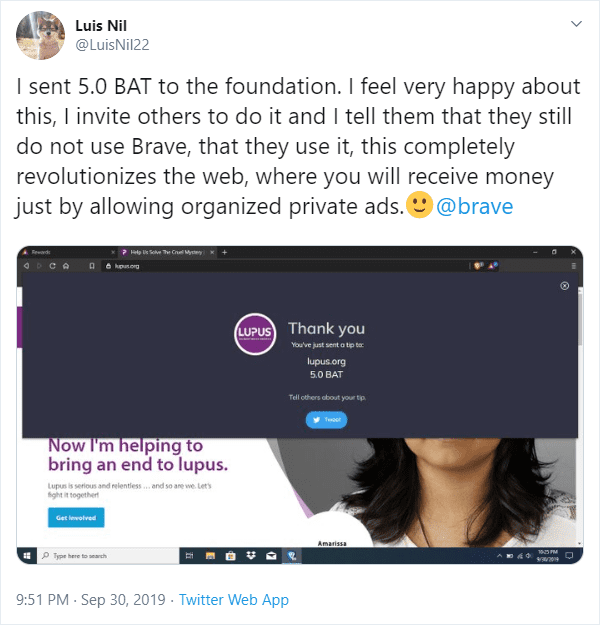 Luis Nil
@LuisNil22
I sent 5.0 BAT to the foundation. I feel very happy about
this, I invite others to do it and I tell them that they still
do not use Brave, that they use it, this completely
revolutionizes the web, where you will receive money
just by allowing organized private ads.🙂@brave
Rewards
Help Us Solve The Cruel Mystery
lupus.org
LUPUS
Thank you
You've just sent a tip to:
lupus.org
5.0 BAT
Tell others about your tip.
Tweet
Now I'm helping to
bring an end to lupus.
Lupus is serious and relentless ... and so are we. Let's
fight it together!
Get Involved
Amarissa
Type here to search
10:25 PM
9/30/2019
9:51 PM · Sep 30, 2019 · Twitter Web App